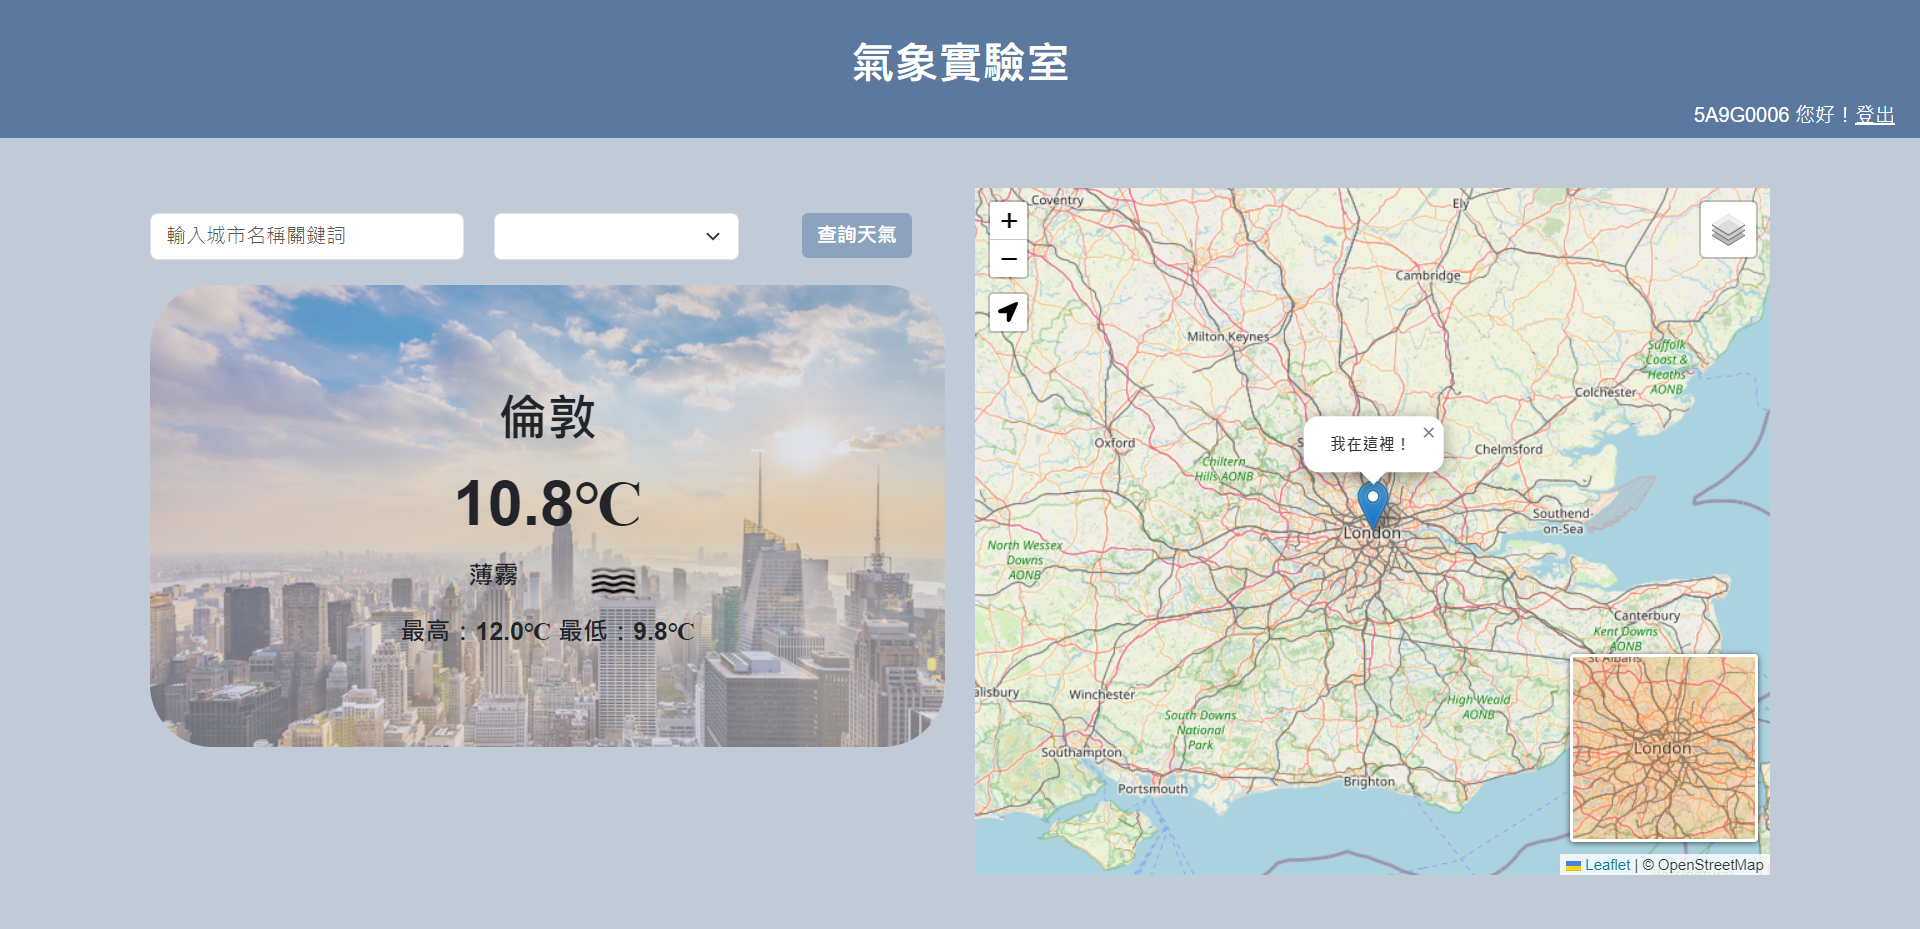 氣象實驗室
5A9G0006 您好！登出
輸入城市名稱關鍵詞
查詢天氣
倫敦
10.8℃
薄霧
最高：12.0℃ 最低：9.8℃
+
−
Coventry
Ely
Cambridge
Milton Keynes
Suffolk
Coast &
Heaths
AONB
Colchester
我在這裡！
×
Oxford
Chelmsford
Chiltern
Hills AONB
Southend-
on-Sea
London
North Wessex
Downs
AONB
Canterbury
Kent Downs
AONB
alisbury
Winchester
High Weald
AONB
South Downs
National
Park
Southampton
Portsmouth
Brighton
St Albans
London
Leaflet | © OpenStreetMap